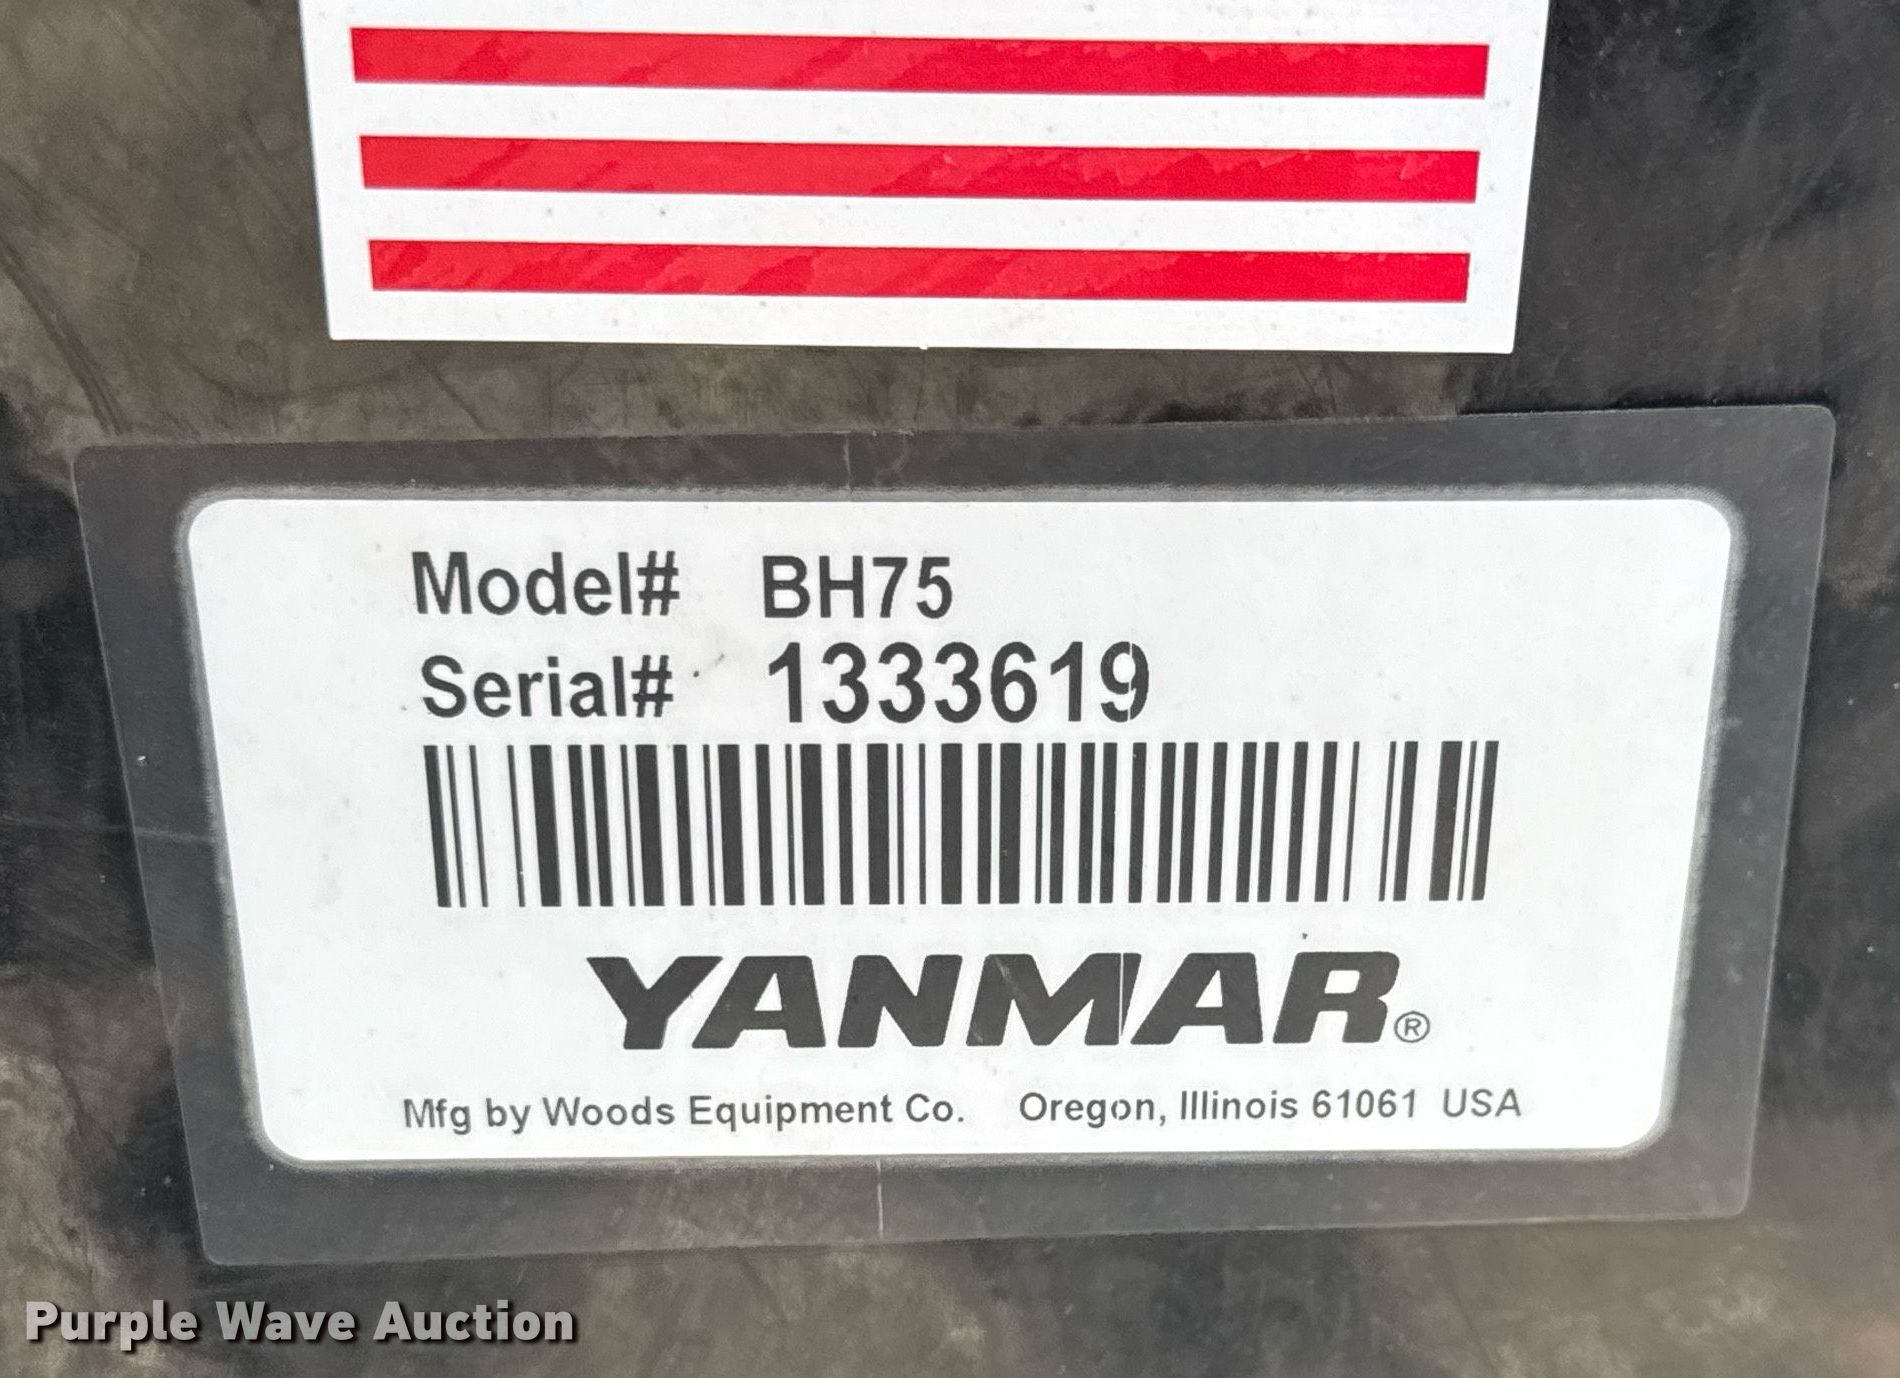 Model# BH75
Serial# 1333619
YANMAR®
Mfg by Woods Equipment Co. Oregon, Illinois 61061 USA
Purple Wave Auction